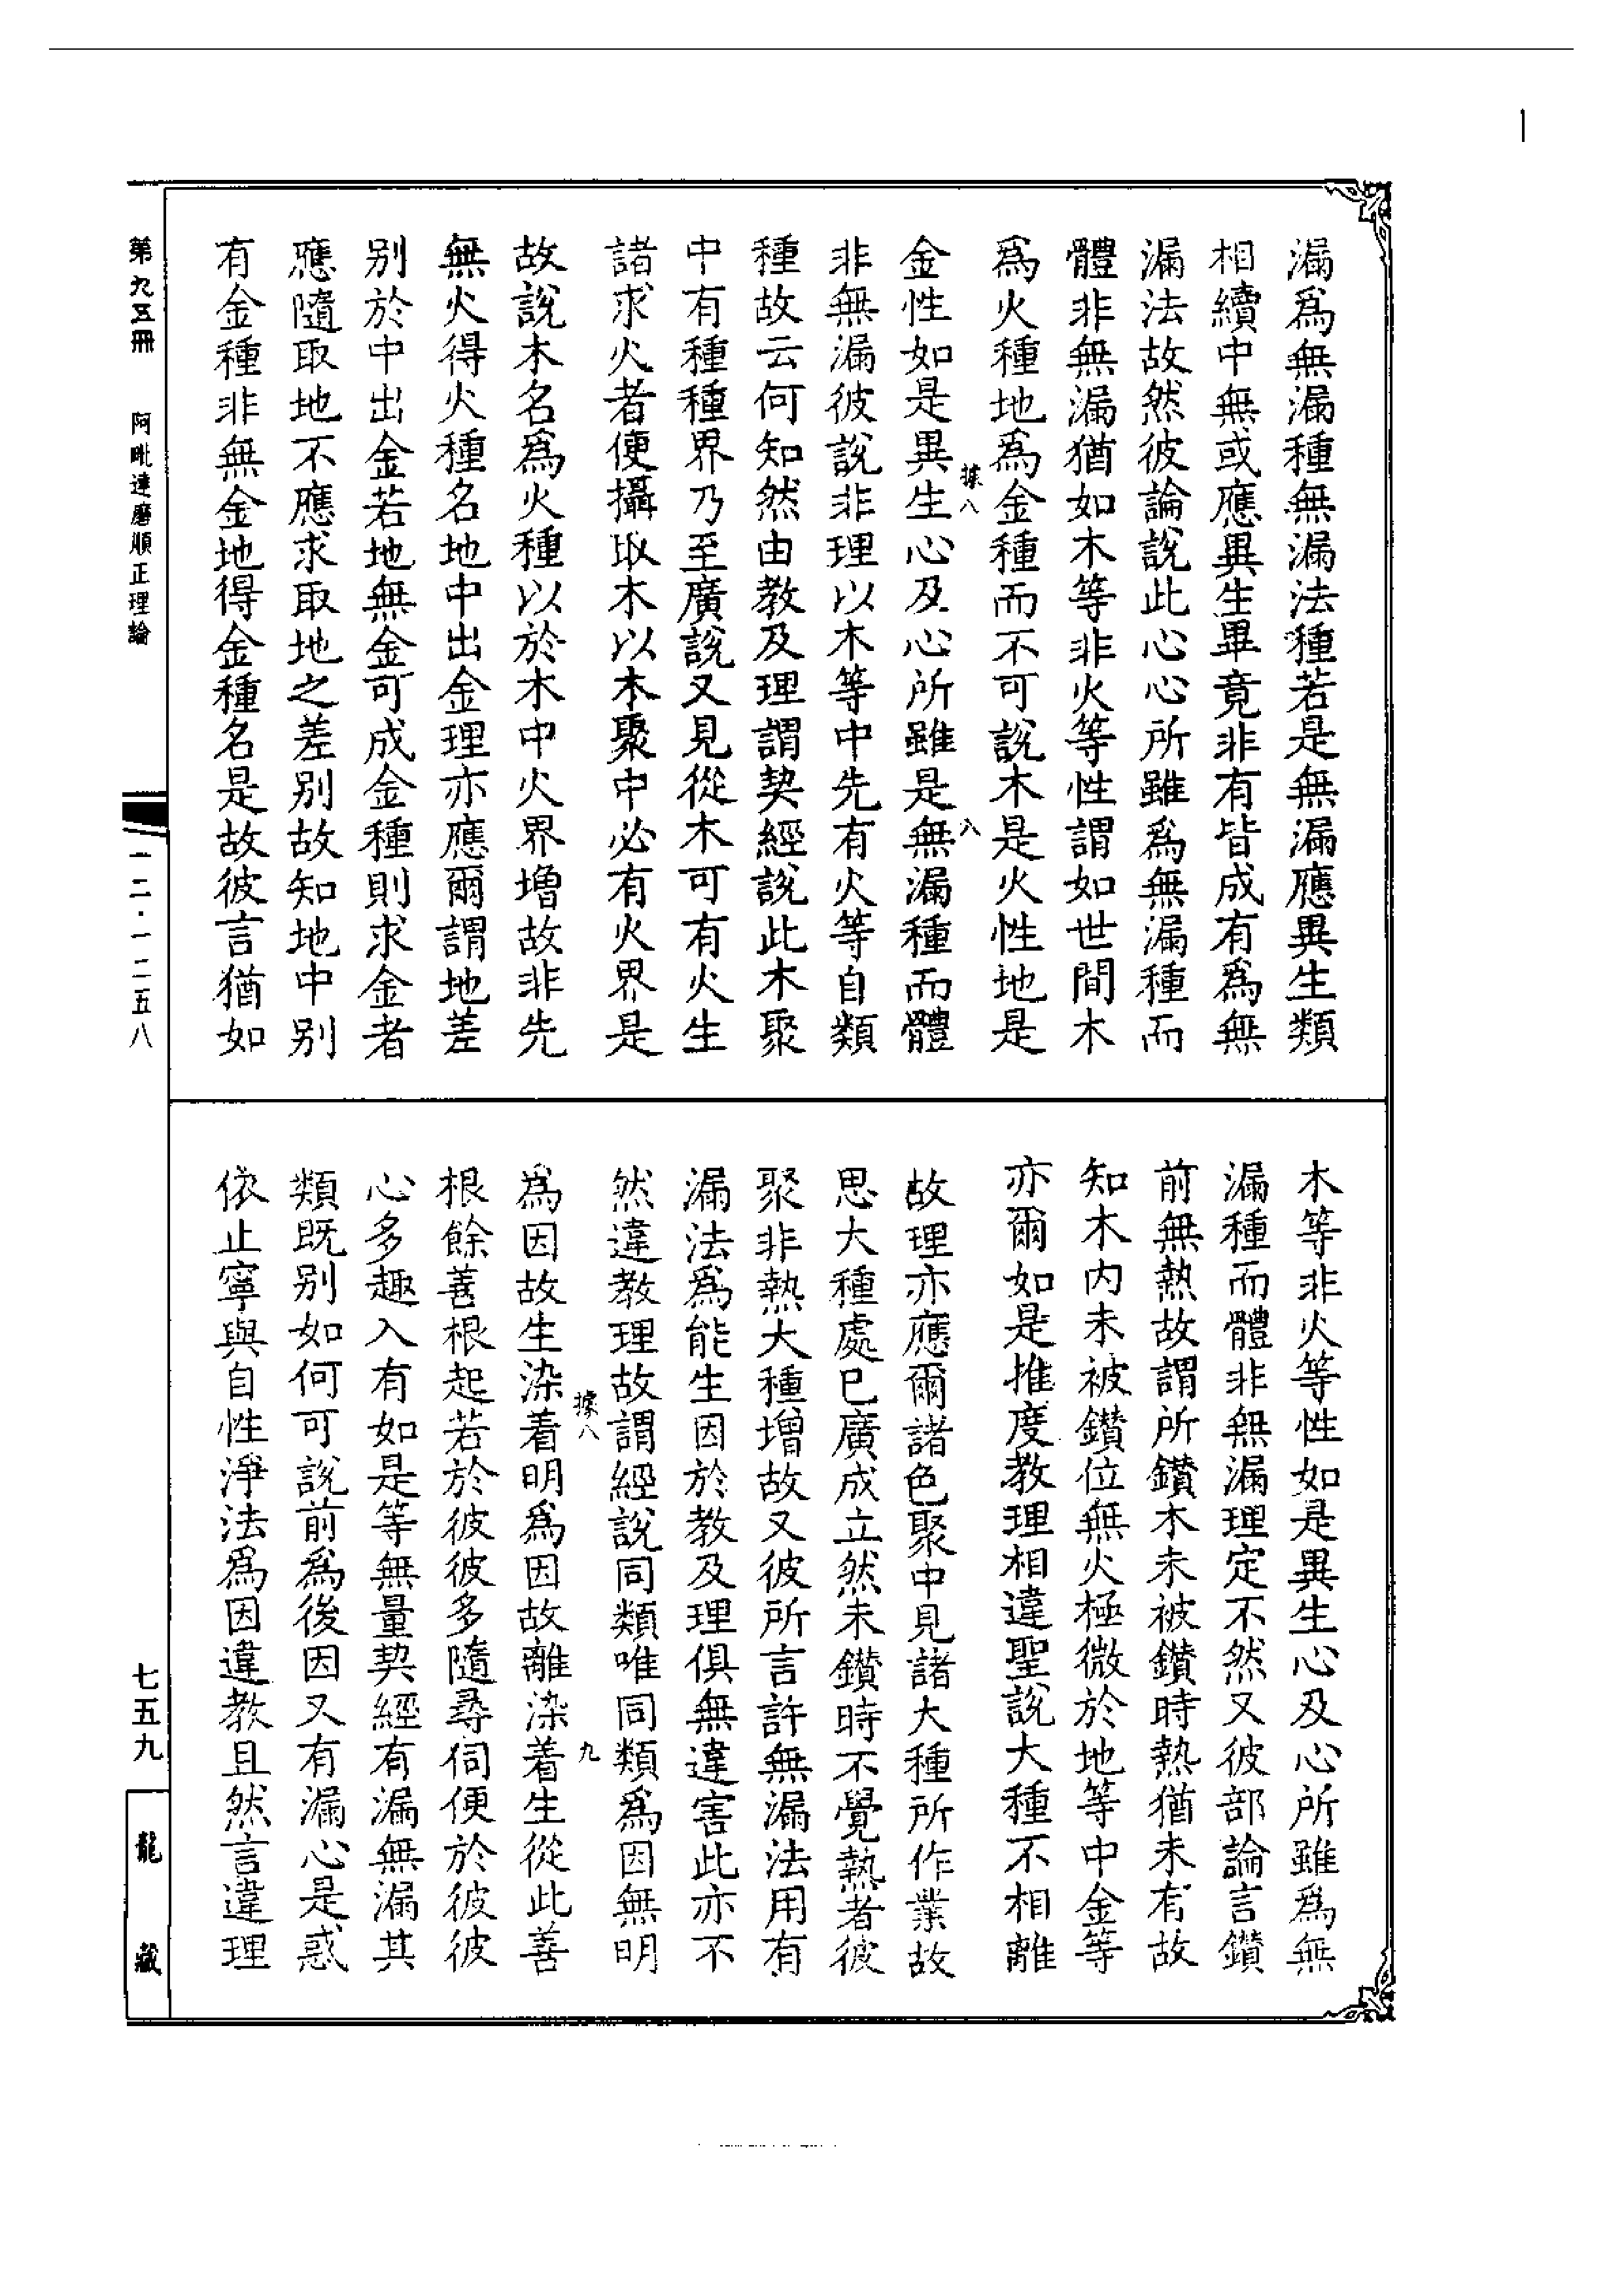 漏爲無漏種無漏法種若是無漏應異生類
相續中無或應異生畢竟非有皆成有爲無
漏法故然彼論說此心心所雖爲無漏種而
體非無漏猶如木等非火等性謂如世間木
爲火種地爲金種而不可說木是火性地是
據八
八
金性如是異生心及心所雖是無漏種而體
非無漏彼說非理以木等中先有火等自類
種故云何知然由教及理謂契經說此木聚
中有種種界乃至廣說又見從木可有火生
諸求火者便攝取木以木聚中必有火界是
故說木名爲火種以於木中火界增故非先
無火得火種名地中出金理亦應爾謂地差
別於中出金若地無金可成金種則求金者
應隨取地不應求取地之差別故知地中別
有金種非無金地得金種名是故彼言猶如
木等非火等性如是異生心及心所雖爲無
漏種而體非無漏理定不然又彼部論言鑽
前無熱故謂所鑽木未被鑽時熱猶未有故
知木內未被鑽位無火極微於地等中金等
亦爾如是推度教理相違聖說大種不相離
故理亦應爾諸色聚中見諸大種所作業故
思大種處已廣成立然未鑽時不覺熱者彼
聚非熱大種增故又彼所言許無漏法用有
漏法爲能生因於教及理俱無違害此亦不
然違教理故謂經說同類唯同類爲因無明
據八
九
爲因故生染着明爲因故離染着生從此善
根餘善根起若於彼彼多隨尋伺便於彼彼
心多趣入有如是等無量契經有漏無漏其
類既別如何可說前爲後因又有漏心是惑
依止寧與自性淨法爲因違教且然言違理
第九五冊
阿毗達磨順正理論
一二·一二五八
七五九
龍藏